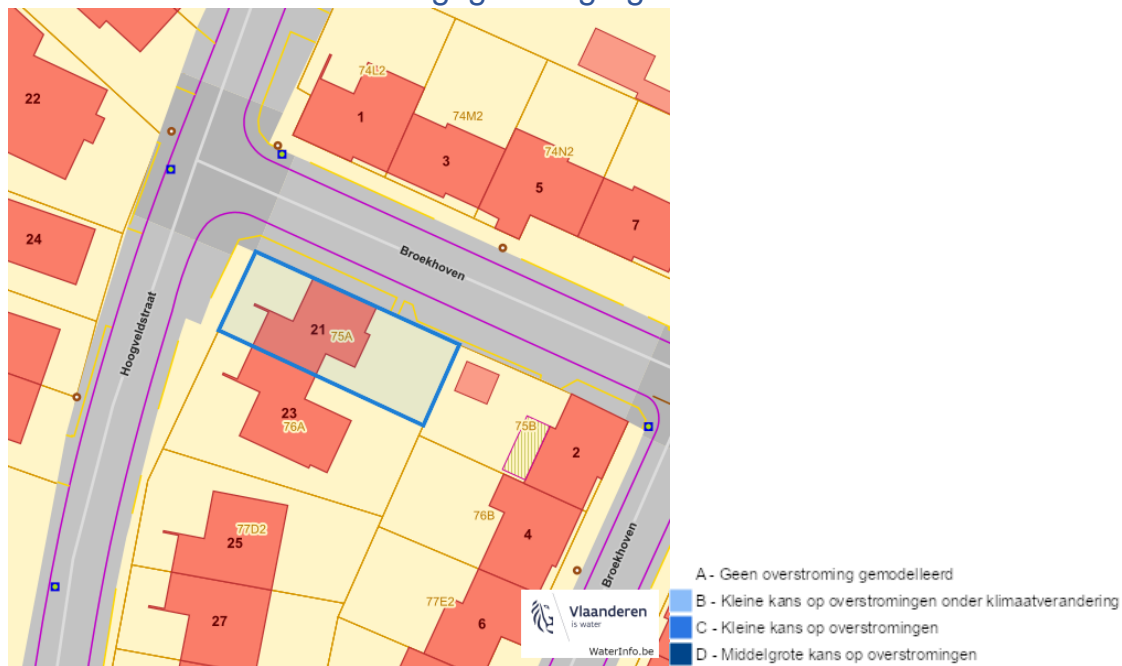 74L2
22
1
74M2
3
74N2
5
7
24
Broekhoven
Hoogveldstraat
21
75A
23
76A
75B
2
76B
4
77D2
25
Broekhoven
27
77E2
6
Vlaanderen
is water
WaterInfo.be
A - Geen overstroming gemodelleerd
B - Kleine kans op overstromingen onder klimaatverandering
C - Kleine kans op overstromingen
D - Middelgrote kans op overstromingen